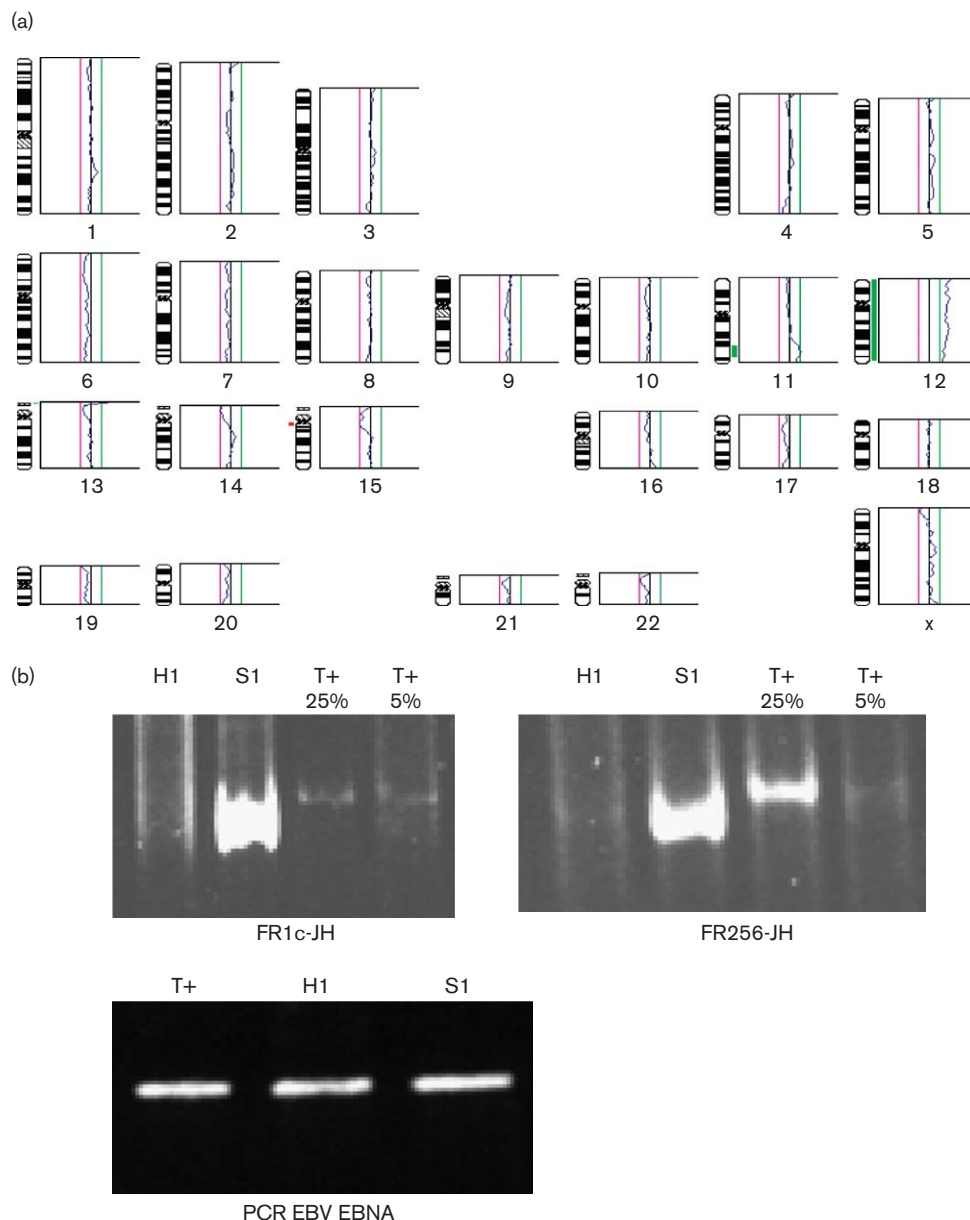 (a)
1 2 3 4 5
6 7 8 9 10 11 12
13 14 15 16 17 18
19 20 21 22 x
(b)
H1 S1 T+ T+
25% 5%
H1 S1 T+ T+
25% 5%
FR1c-JH
FR256-JH
T+ H1 S1
PCR EBV EBNA